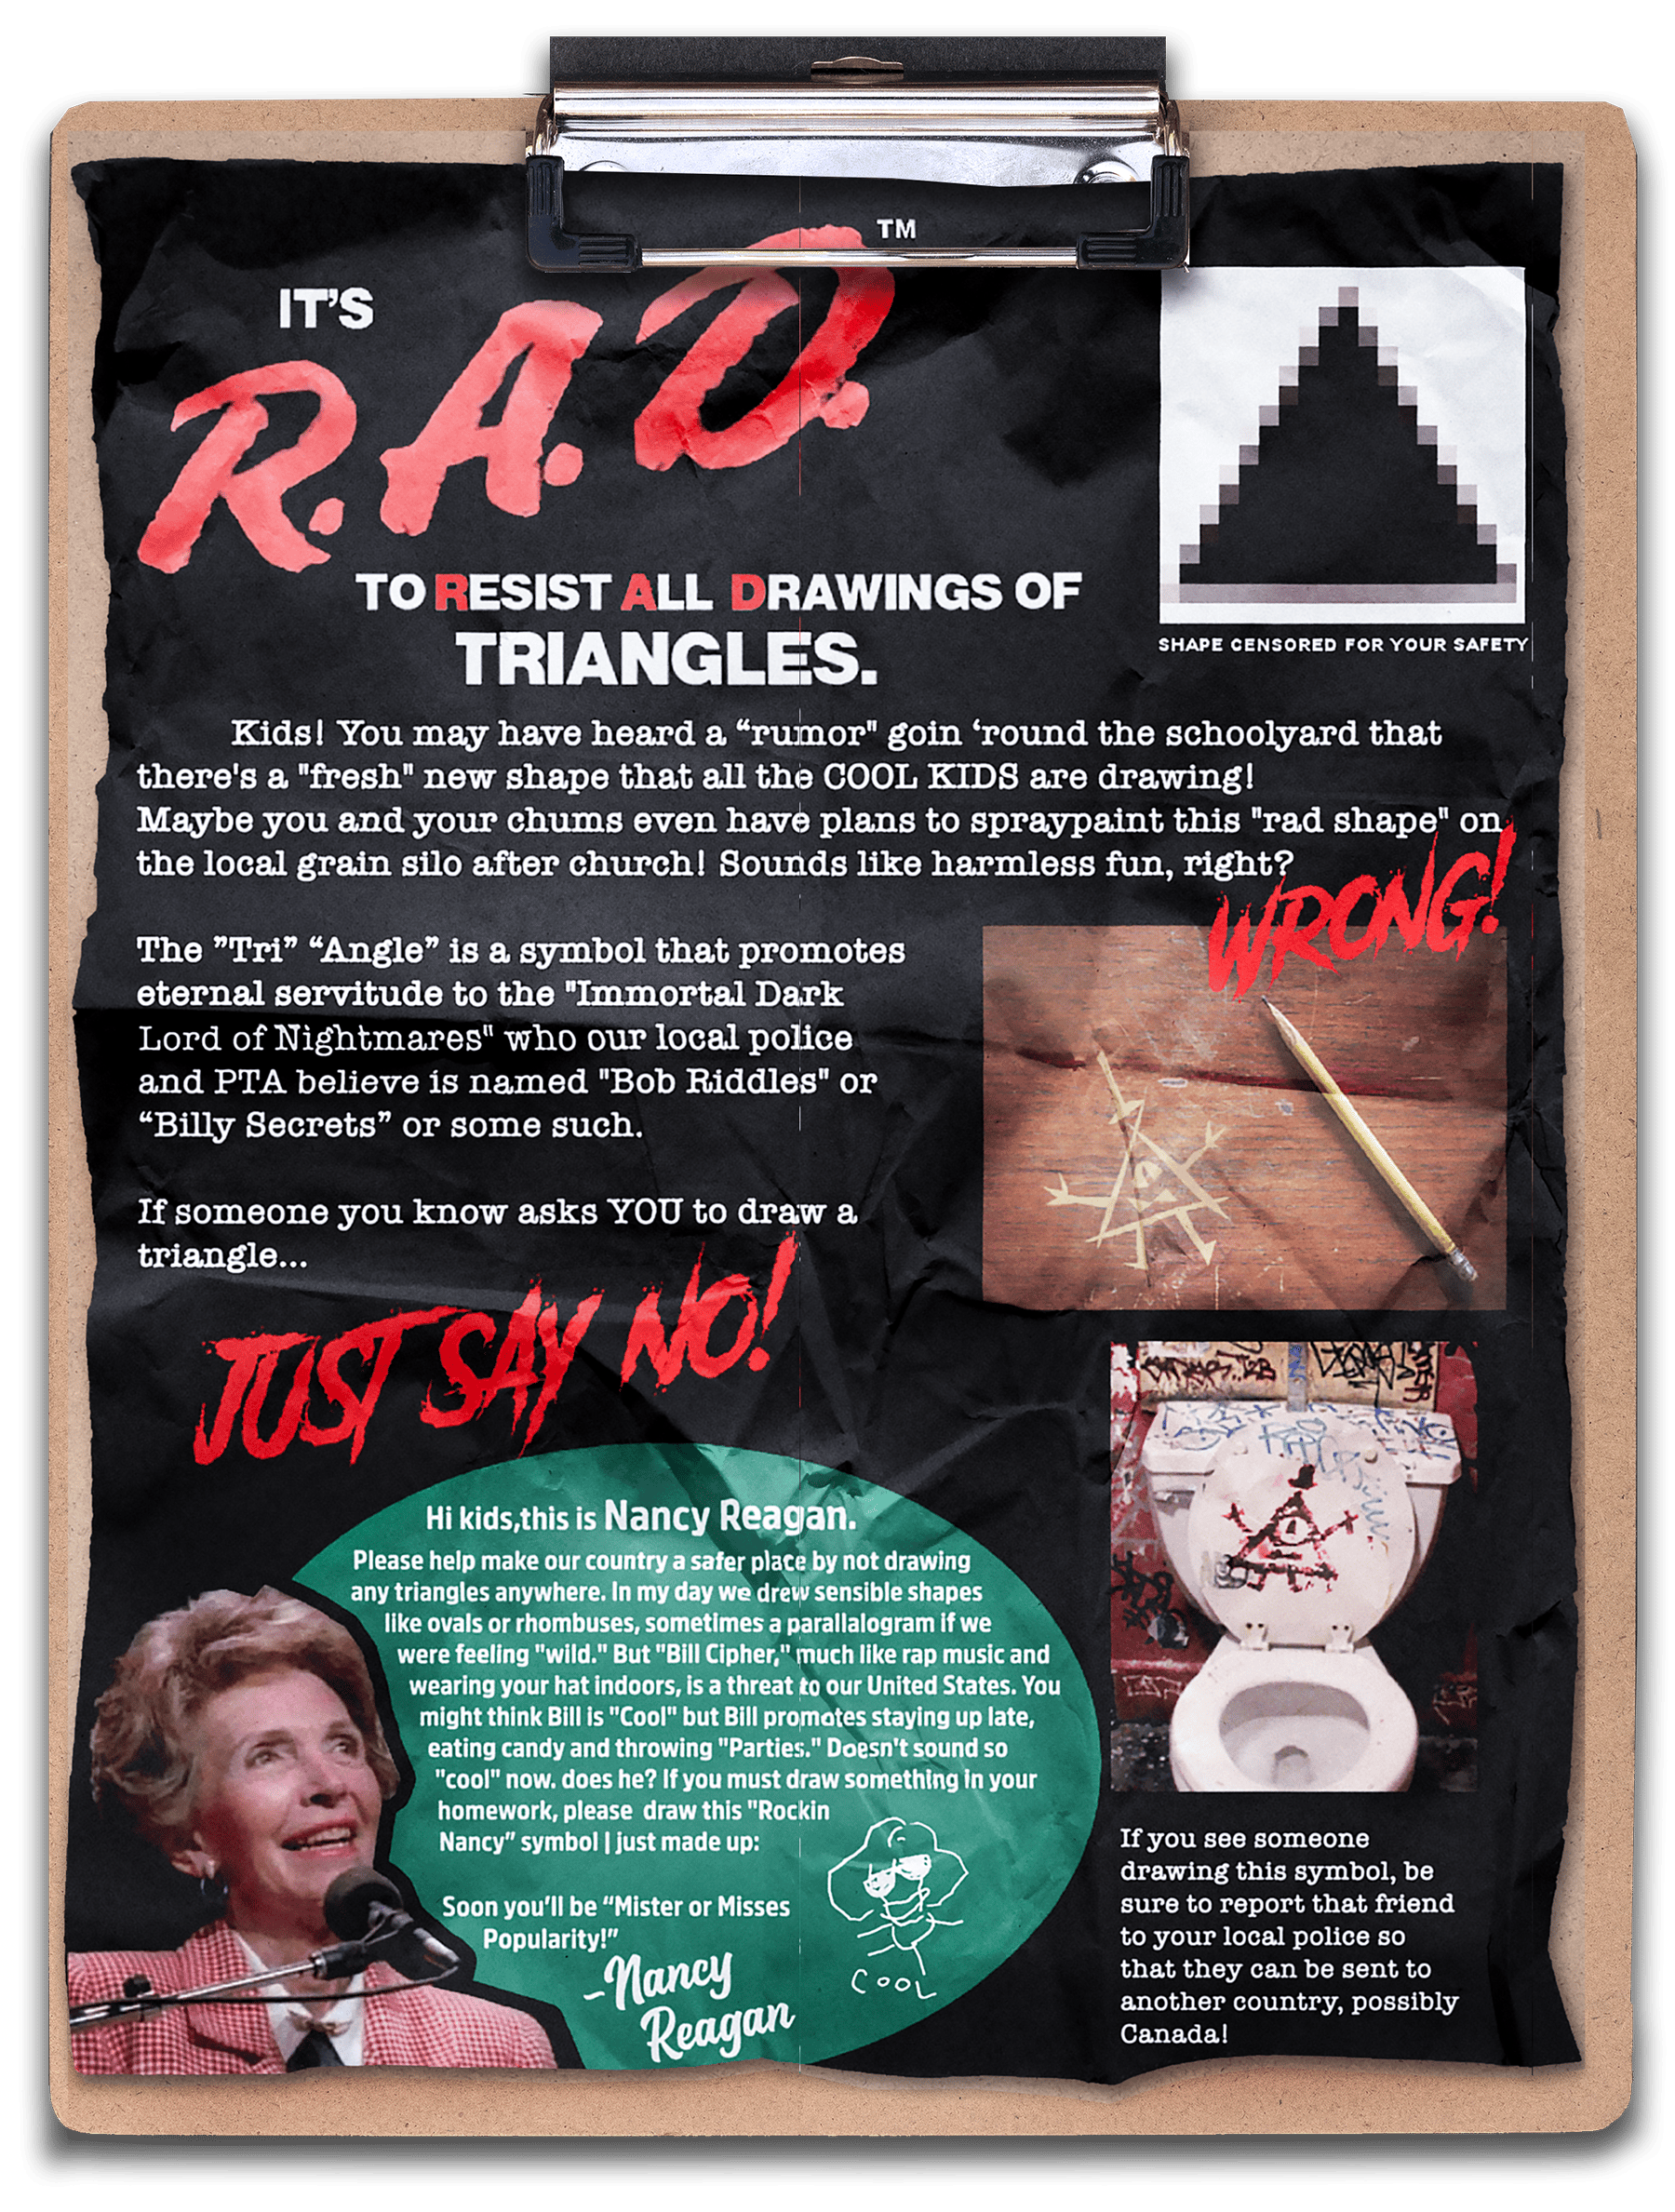 TM
IT'S
R.A.D.
TO RESIST ALL DRAWINGS OF
TRIANGLES.
SHAPE CENSORED FOR YOUR SAFETY
Kids! You may have heard a “rumor" goin ‘round the schoolyard that
there's a "fresh" new shape that all the COOL KIDS are drawing!
Maybe you and your chums even have plans to spraypaint this "rad shape" on
the local grain silo after church! Sounds like harmless fun, right?
WRONG!
The ”Tri” “Angle” is a symbol that promotes
eternal servitude to the "Immortal Dark
Lord of Nightmares" who our local police
and PTA believe is named "Bob Riddles" or
“Billy Secrets” or some such.
If someone you know asks YOU to draw a
triangle...
JUST SAY NO!
Hi kids,this is Nancy Reagan.
Please help make our country a safer place by not drawing
any triangles anywhere. In my day we drew sensible shapes
like ovals or rhombuses, sometimes a parallalogram if we
were feeling "wild." But "Bill Cipher," much like rap music and
wearing your hat indoors, is a threat to our United States. You
might think Bill is "Cool" but Bill promotes staying up late,
eating candy and throwing "Parties." Doesn't sound so
"cool" now. does he? If you must draw something in your
homework, please draw this "Rockin
Nancy” symbol I just made up:
Soon you’ll be “Mister or Misses
Popularity!”
-Nancy
Reagan
COOL
If you see someone
drawing this symbol, be
sure to report that friend
to your local police so
that they can be sent to
another country, possibly
Canada!